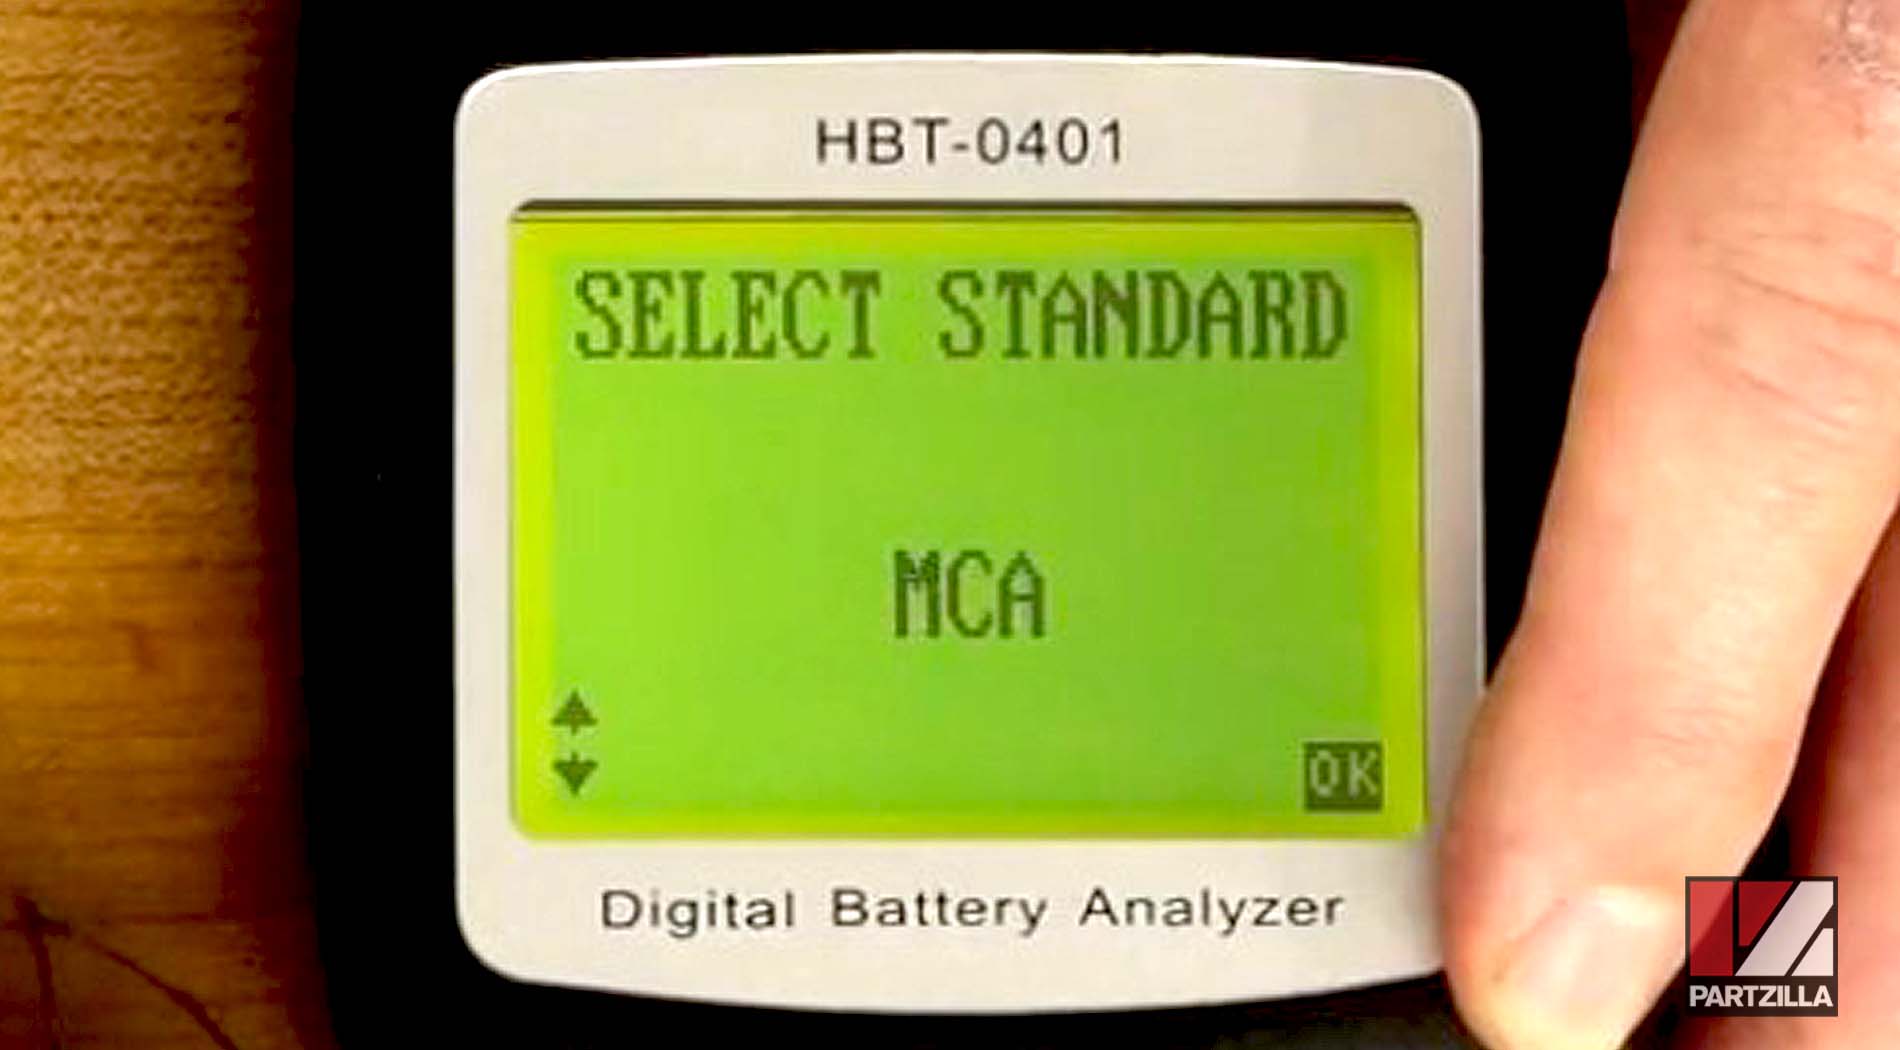 HBT-0401
SELECT STANDARD
MCA
OK
Digital Battery Analyzer
PARTZILLA